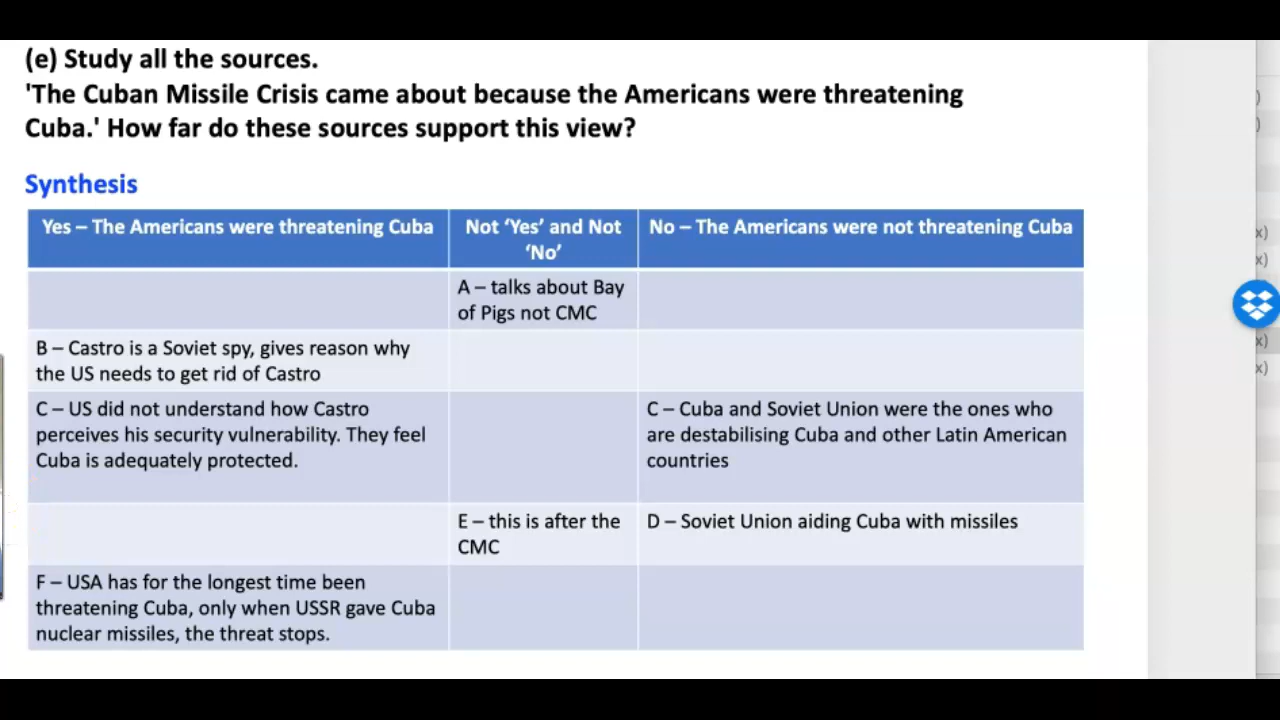 (e) Study all the sources.
'The Cuban Missile Crisis came about because the Americans were threatening
Cuba.' How far do these sources support this view?
Synthesis
Yes – The Americans were threatening Cuba
Not ‘Yes’ and Not
‘No’
No – The Americans were not threatening Cuba
A – talks about Bay
of Pigs not CMC
B – Castro is a Soviet spy, gives reason why
the US needs to get rid of Castro
C – US did not understand how Castro
perceives his security vulnerability. They feel
Cuba is adequately protected.
C – Cuba and Soviet Union were the ones who
are destabilising Cuba and other Latin American
countries
E – this is after the
CMC
D – Soviet Union aiding Cuba with missiles
F – USA has for the longest time been
threatening Cuba, only when USSR gave Cuba
nuclear missiles, the threat stops.
)
)
x)
x)
x)
x)